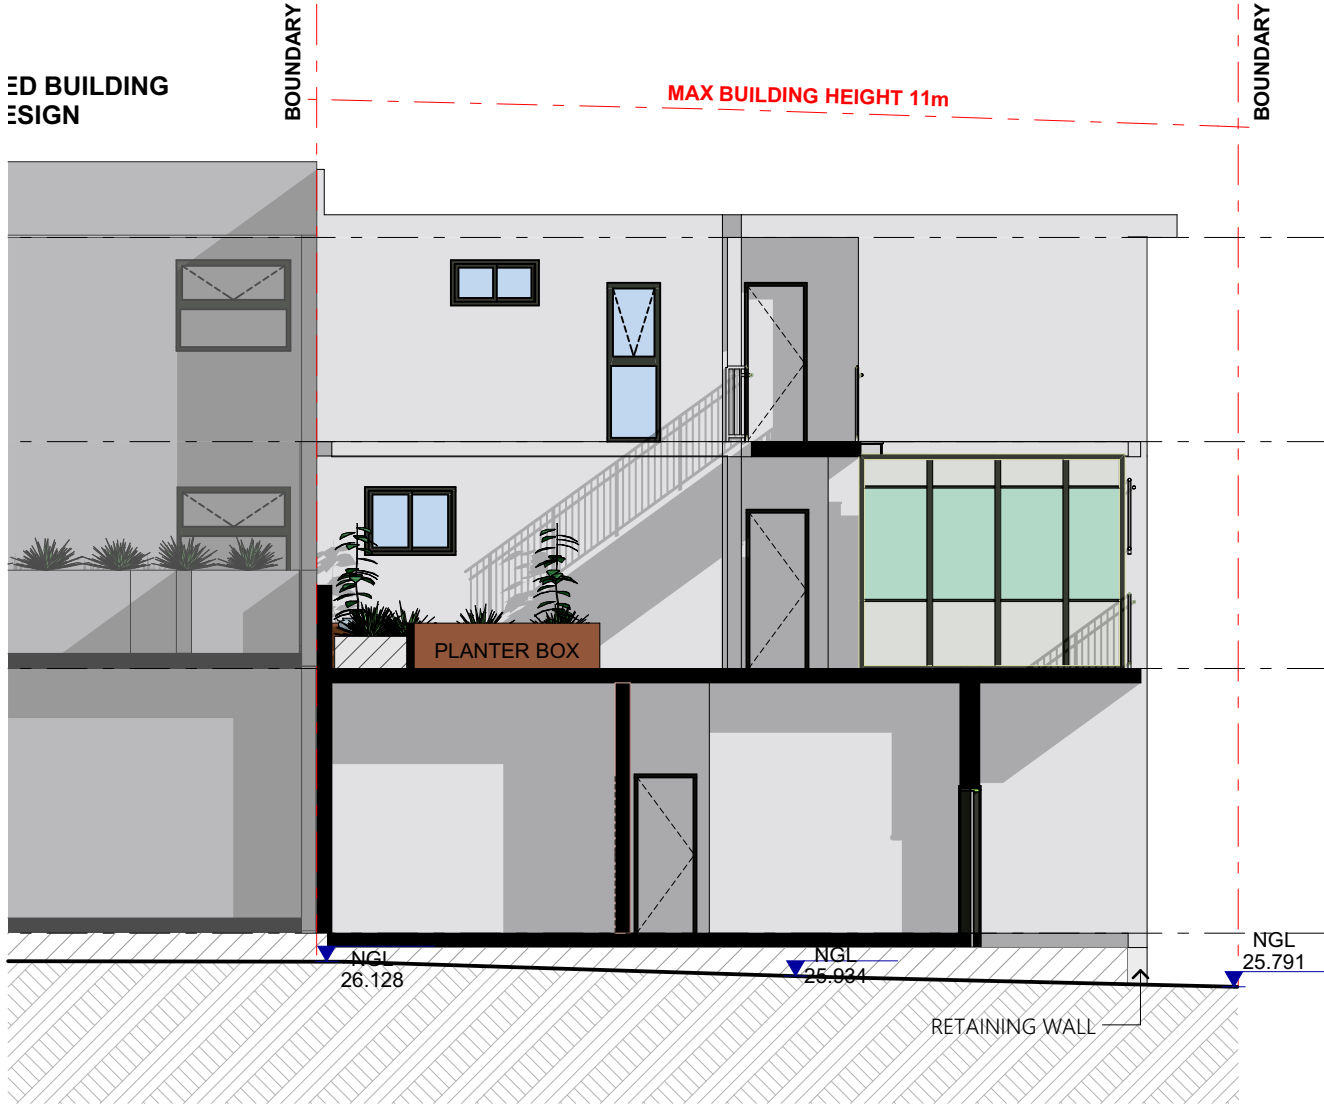 BOUNDARY
BOUNDARY
ED BUILDING
ESIGN
MAX BUILDING HEIGHT 11m
PLANTER BOX
NGL
26.128
NGL
25.934
NGL
25.791
RETAINING WALL